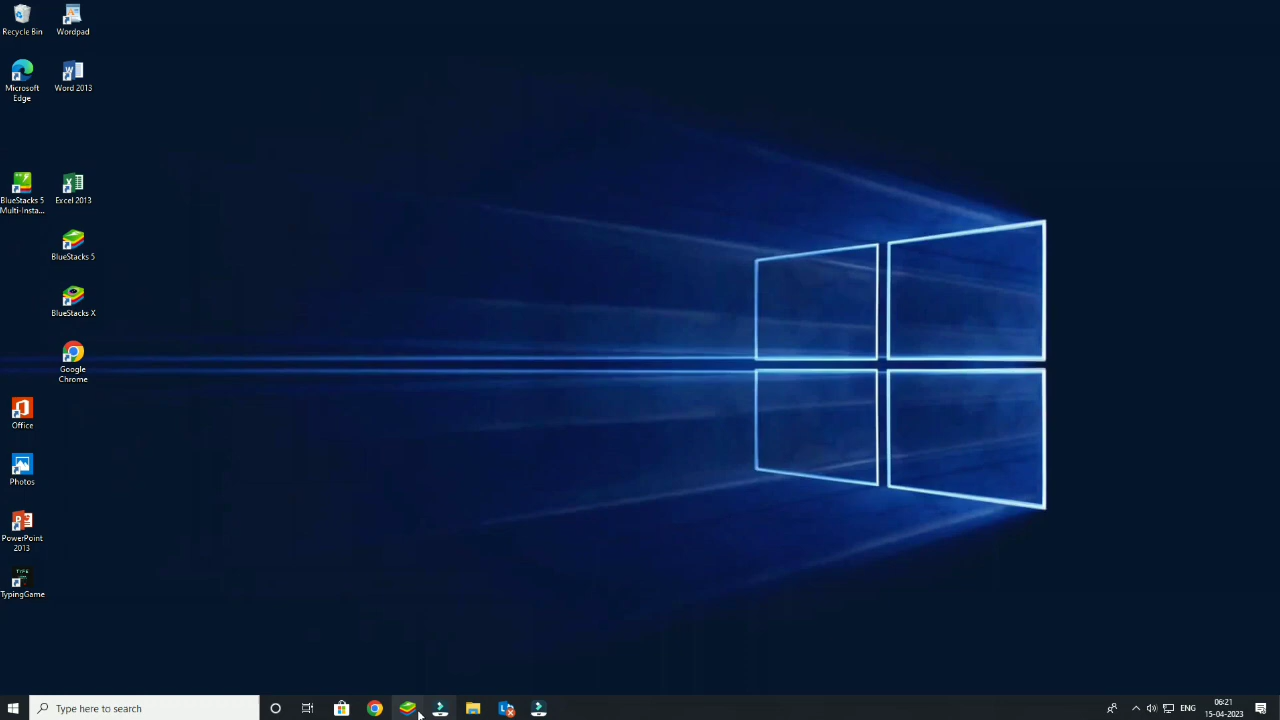 Recycle Bin
Wordpad
Microsoft
Edge
Word 2013
BlueStacks 5
Multi-Insta...
Excel 2013
BlueStacks 5
BlueStacks X
Google
Chrome
Office
Photos
PowerPoint
2013
TypingGame
Type here to search
ENG
06:21
15-04-2023